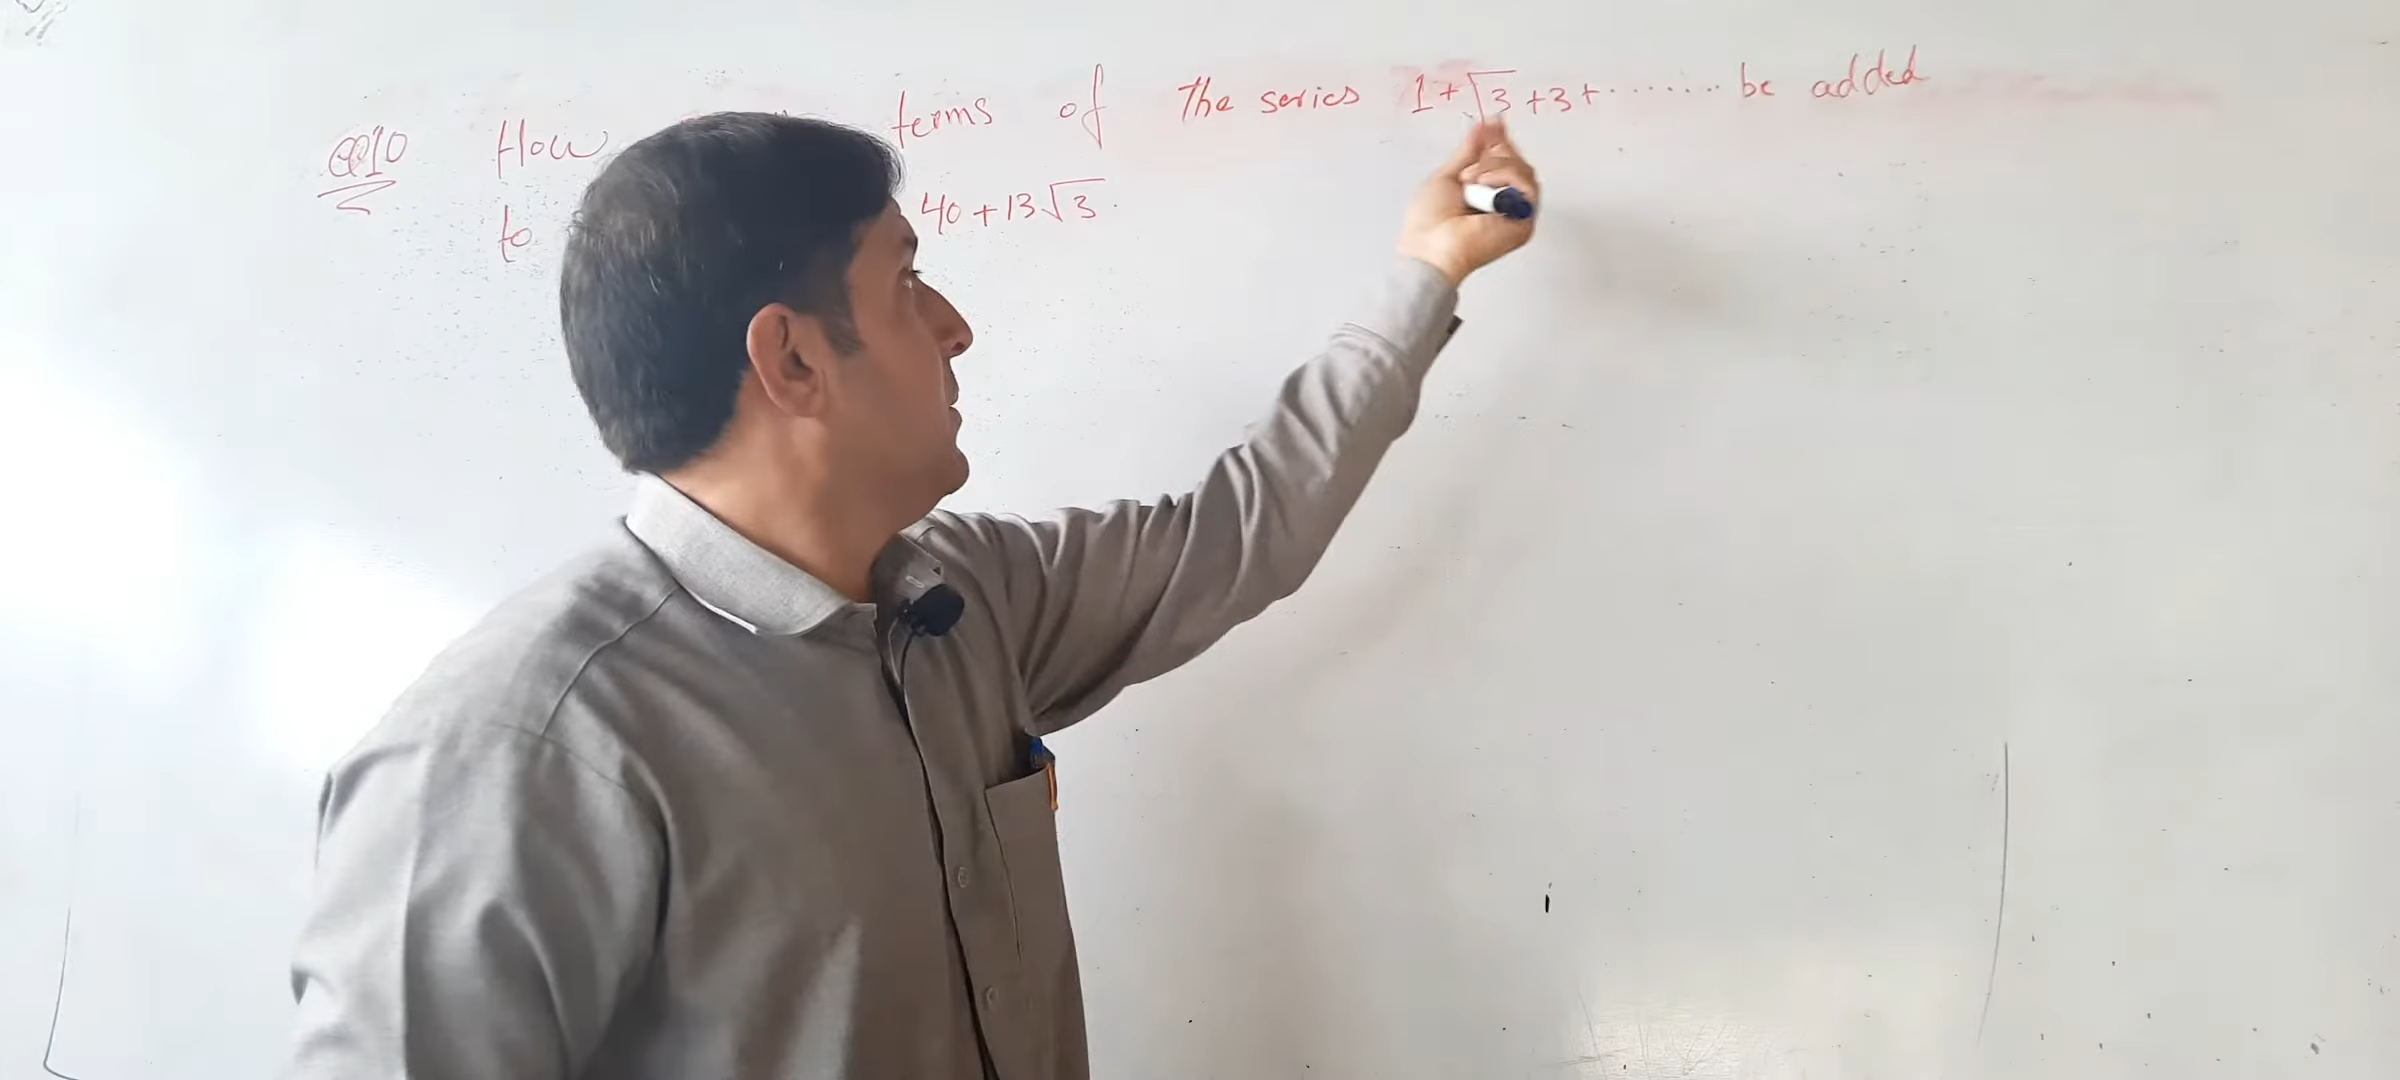 Q10 How terms of the series 1+√3+3+······· be added
to 40+13√3.